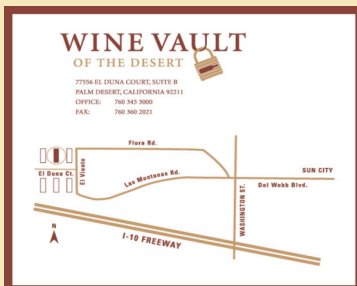 WINE VAULT
OF THE DESERT
77556 EL DUNA COURT, SUITE B
PALM DESERT, CALIFORNIA 92211
OFFICE: 760 345 3000
FAX: 760 360 2021
Flora Rd.
El Duna Ct.
El Viento
Las Montanas Rd.
SUN CITY
Del Webb Blvd.
WASHINGTON ST.
N
I-10 FREEWAY